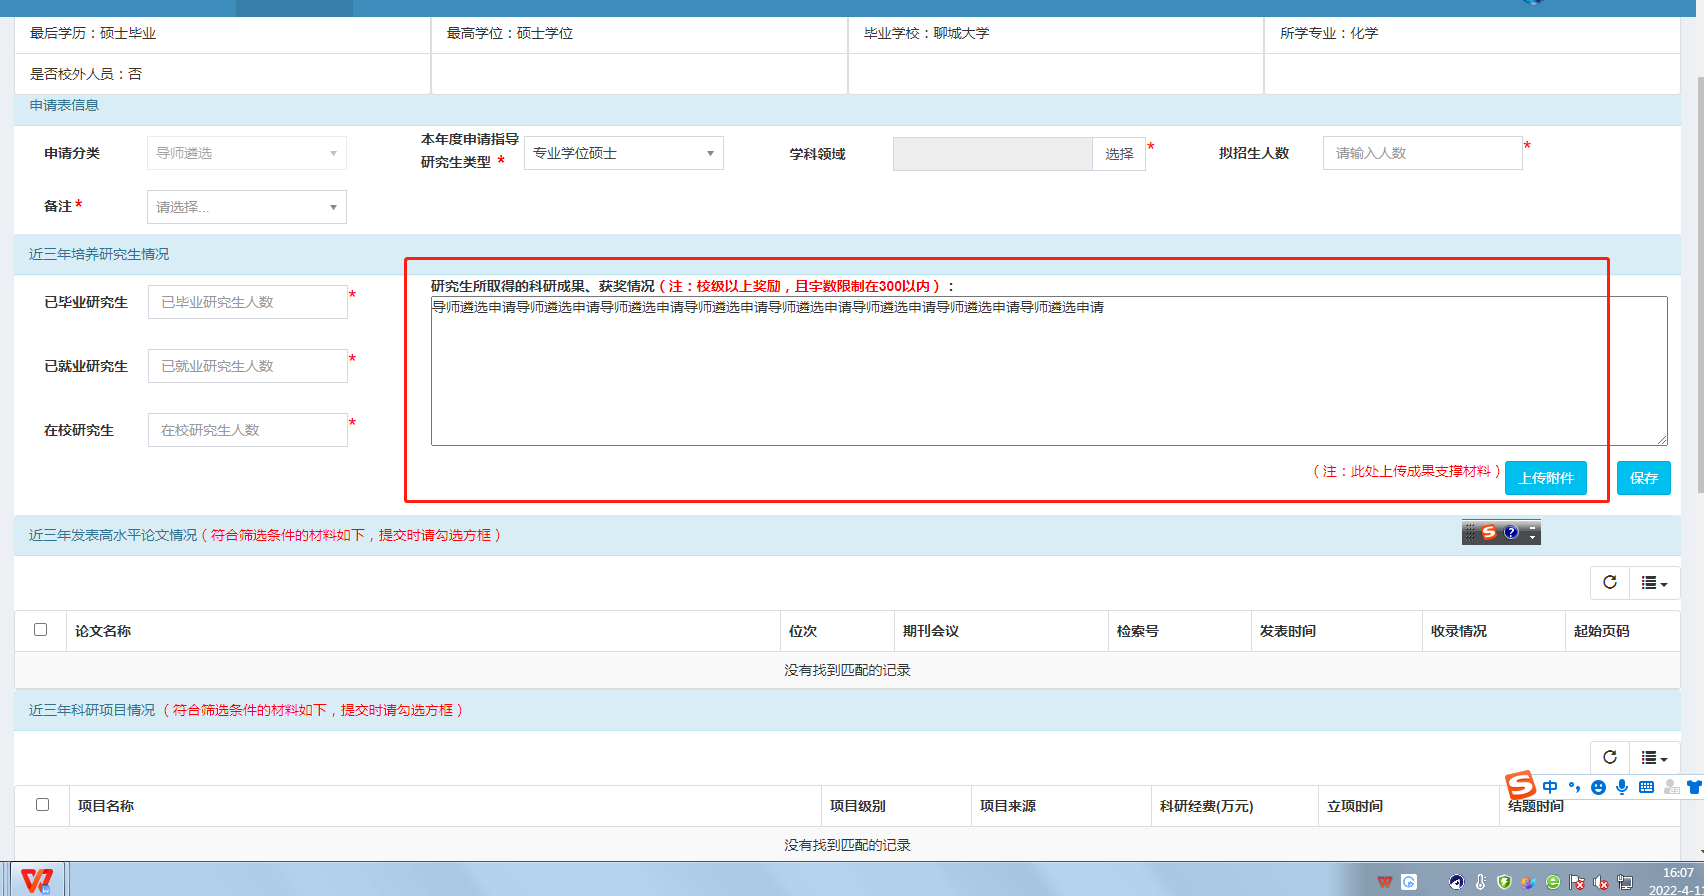 最后学历：硕士毕业
最高学位：硕士学位
毕业学校：聊城大学
所学专业：化学
是否校外人员：否
申请表信息
申请分类
导师遴选
本年度申请指导
研究生类型 *
专业学位硕士
学科领域
选择
*
拟招生人数
请输入人数
*
备注 *
请选择...
近三年培养研究生情况
研究生所取得的科研成果、获奖情况（注：校级以上奖励，且字数限制在300以内）：
已毕业研究生
已毕业研究生人数
*
导师遴选申请导师遴选申请导师遴选申请导师遴选申请导师遴选申请导师遴选申请导师遴选申请导师遴选申请
已就业研究生
已就业研究生人数
*
在校研究生
在校研究生人数
*
（注：此处上传成果支撑材料）
上传附件
保存
近三年发表高水平论文情况（符合筛选条件的材料如下，提交时请勾选方框）
论文名称
位次
期刊会议
检索号
发表时间
收录情况
起始页码
没有找到匹配的记录
近三年科研项目情况（符合筛选条件的材料如下，提交时请勾选方框）
中
项目名称
项目级别
项目来源
科研经费(万元)
立项时间
结题时间
没有找到匹配的记录
16:07